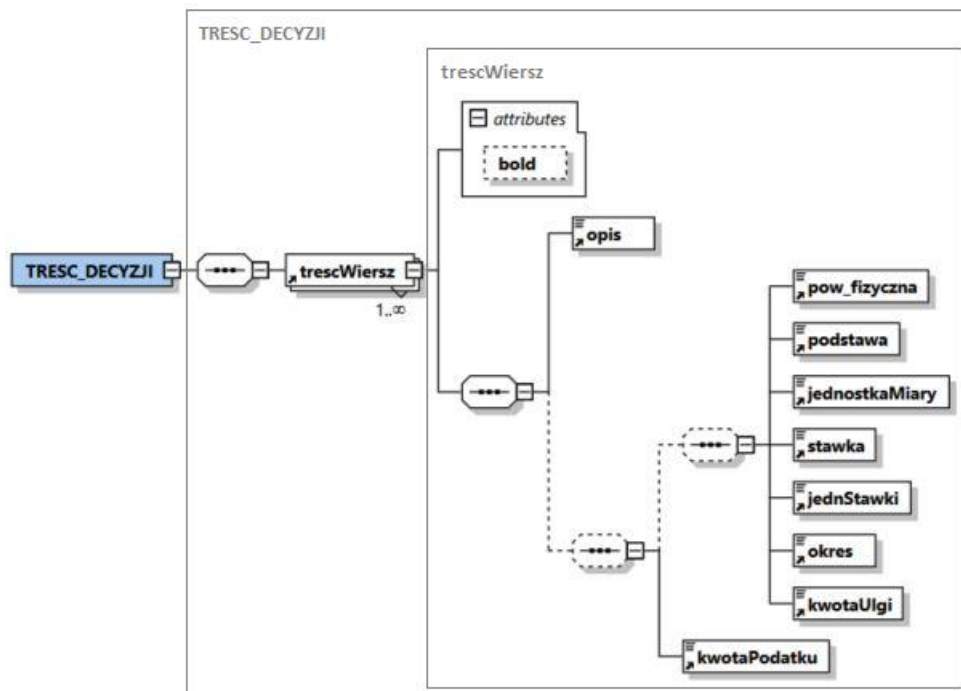 TRESC_DECYZJI
trescWiersz
attributes
bold
opis
TRESC_DECYZJI
trescWiersz
1..∞
pow_fizyczna
podstawa
jednostkaMiary
stawka
jednStawki
okres
kwotaUlgi
kwotaPodatku